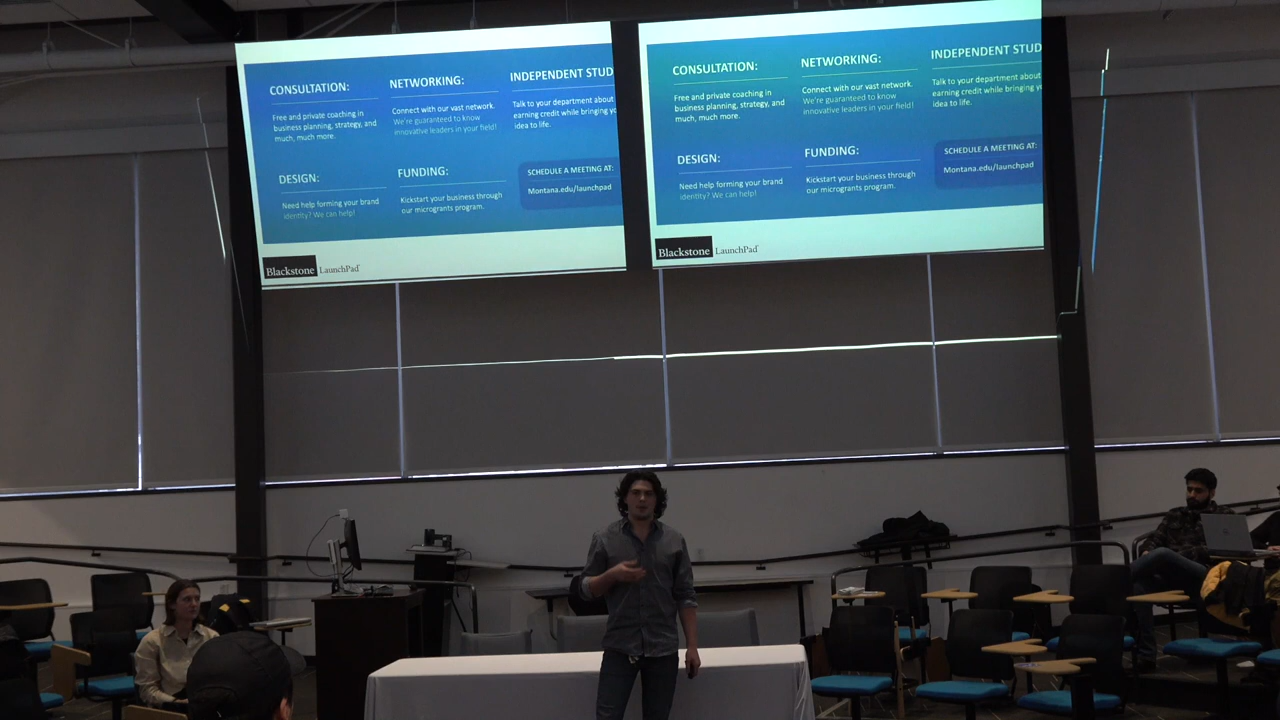 CONSULTATION:
Free and private coaching in
business planning, strategy, and
much, much more.
NETWORKING:
Connect with our vast network.
We're guaranteed to know
innovative leaders in your field!
INDEPENDENT STUD
Talk to your department about
earning credit while bringing yo
idea to life.
DESIGN:
Need help forming your brand
identity? We can help!
FUNDING:
Kickstart your business through
our microgrants program.
SCHEDULE A MEETING AT:
Montana.edu/launchpad
Blackstone LaunchPad
CONSULTATION:
Free and private coaching in
business planning, strategy, and
much, much more.
NETWORKING:
Connect with our vast network.
We're guaranteed to know
innovative leaders in your field!
INDEPENDENT STUD
Talk to your department about
earning credit while bringing you
idea to life.
DESIGN:
Need help forming your brand
identity? We can help!
FUNDING:
Kickstart your business through
our microgrants program.
SCHEDULE A MEETING AT:
Montana.edu/launchpad
Blackstone LaunchPad